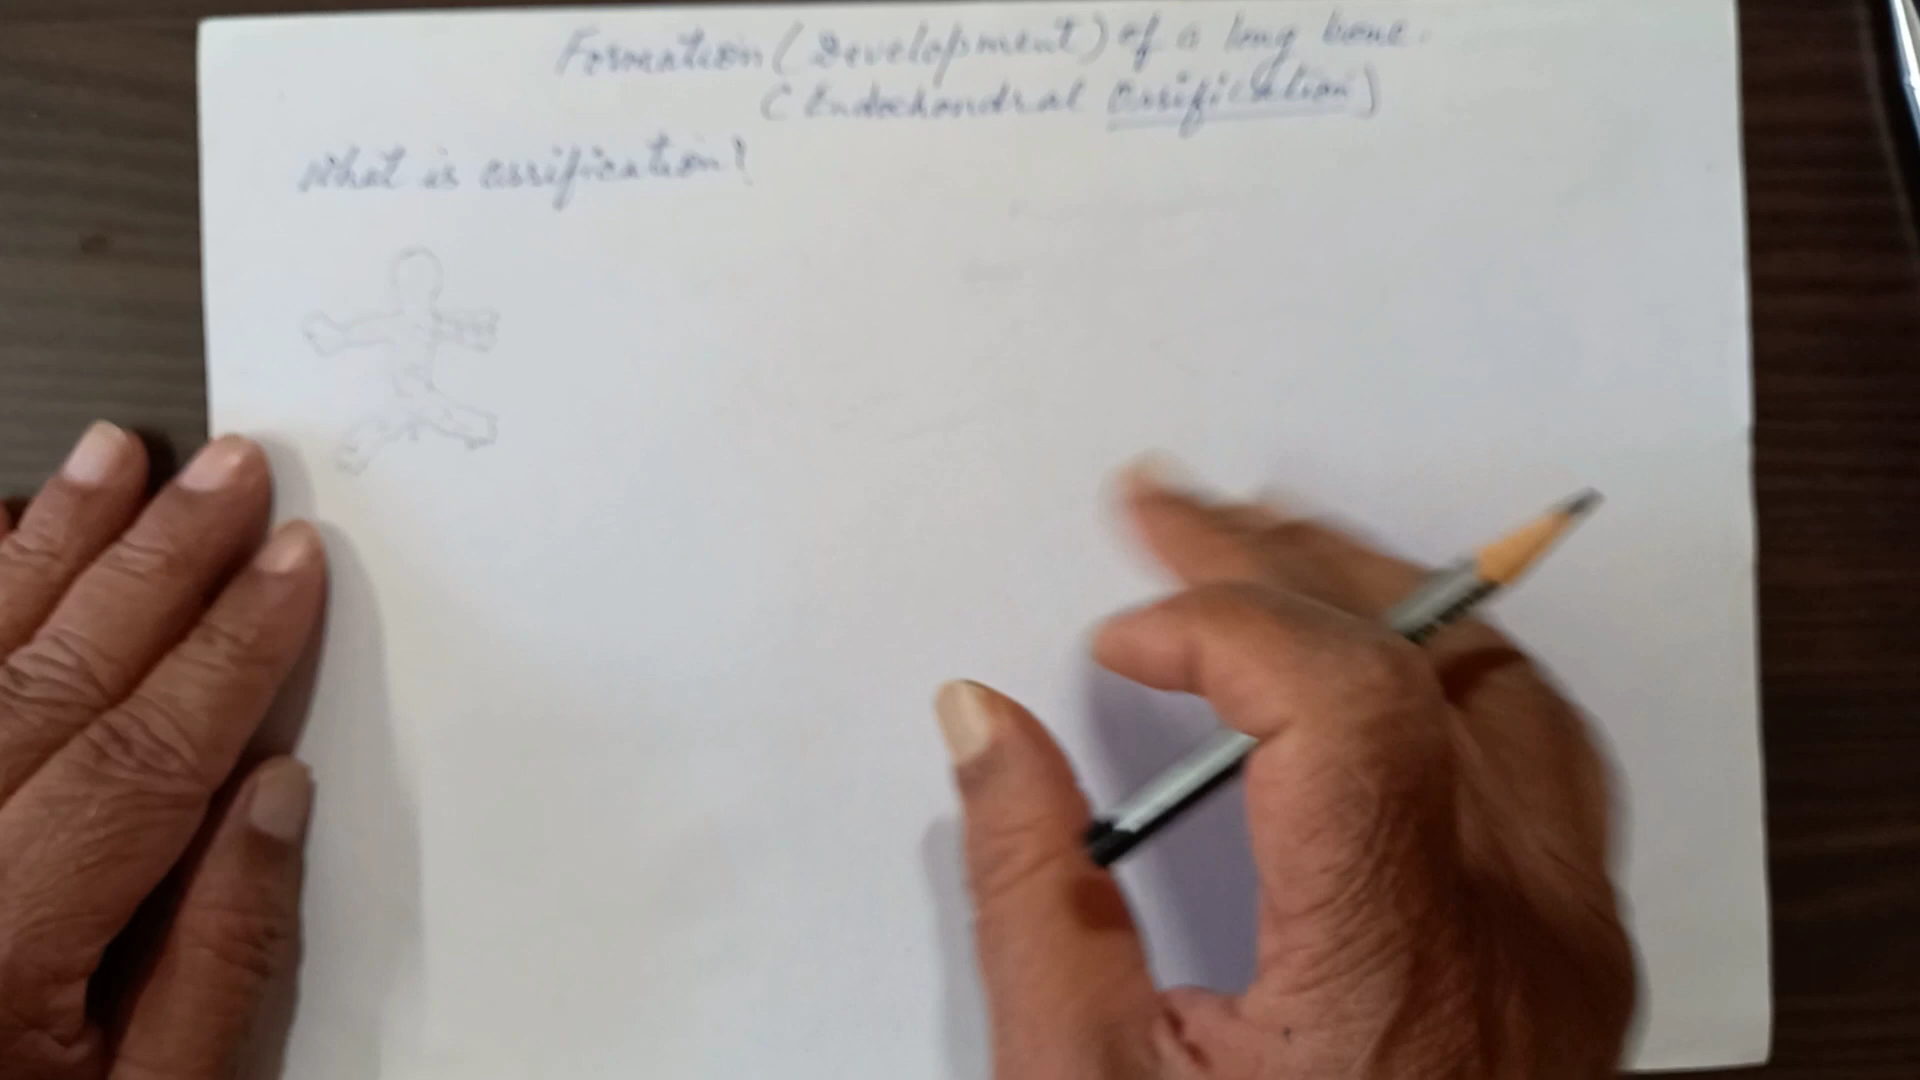 Formation (Development) of a long bone.
(Endochondral Ossification)
What is ossification?